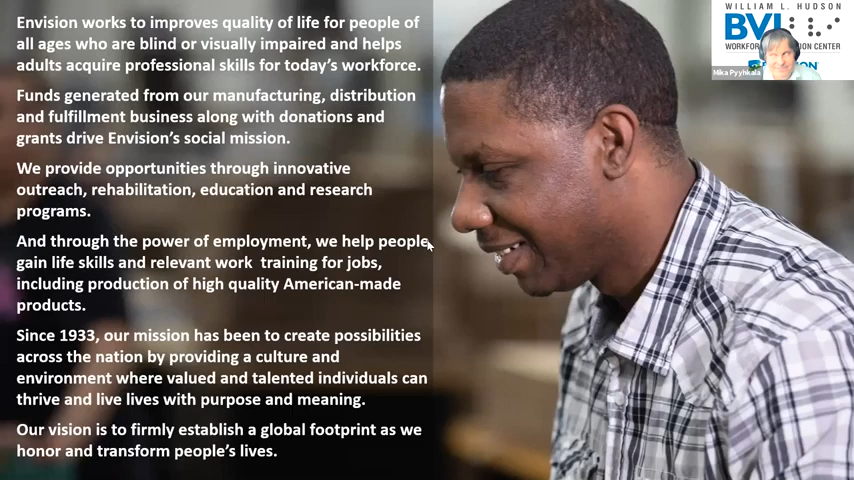 Envision works to improves quality of life for people of
all ages who are blind or visually impaired and helps
adults acquire professional skills for today's workforce.
Funds generated from our manufacturing, distribution
and fulfillment business along with donations and
grants drive Envision's social mission.
We provide opportunities through innovative
outreach, rehabilitation, education and research
programs.
And through the power of employment, we help people
gain life skills and relevant work  training for jobs,
including production of high quality American-made
products.
Since 1933, our mission has been to create possibilities
across the nation by providing a culture and
environment where valued and talented individuals can
thrive and live lives with purpose and meaning.
Our vision is to firmly establish a global footprint as we
honor and transform people's lives.
WILLIAM L. HUDSON
BVI
CENTER
Mika Pyyhkala